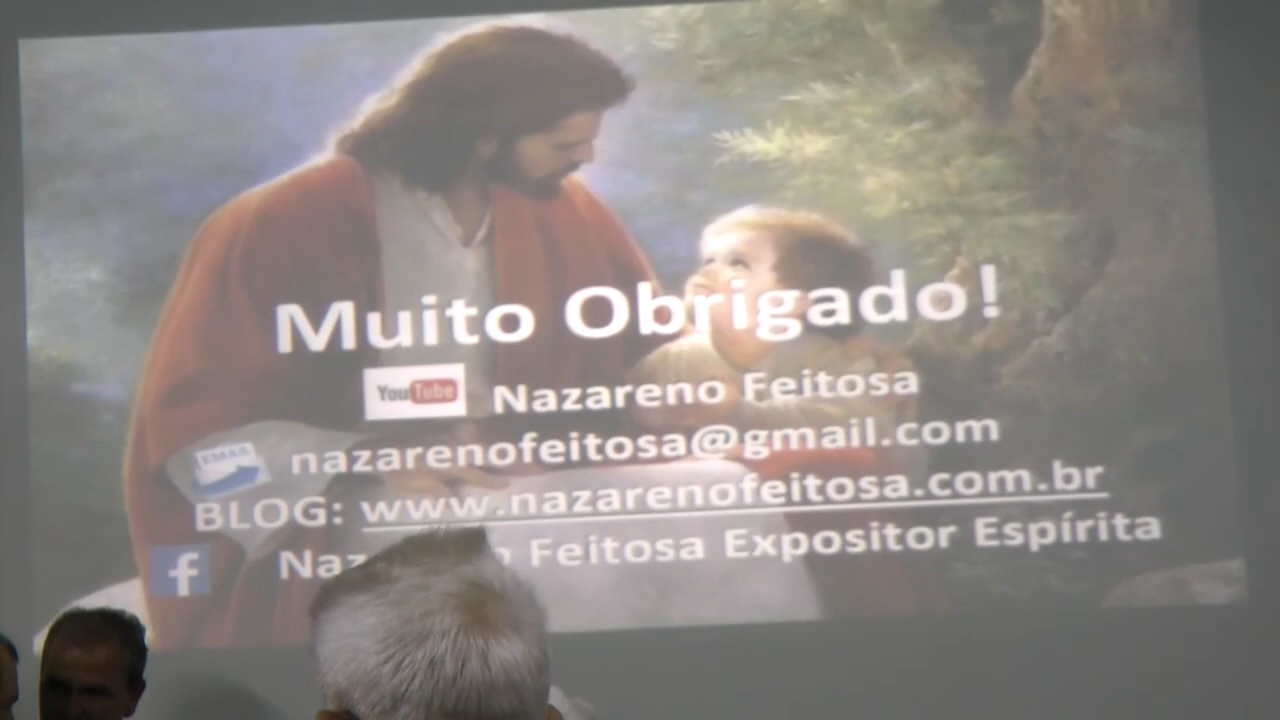 Muito Obrigado!
YouTube Nazareno Feitosa
EMAIL nazarenofeitosa@gmail.com
BLOG: www.nazarenofeitosa.com.br
f Feitosa Expositor Espírita